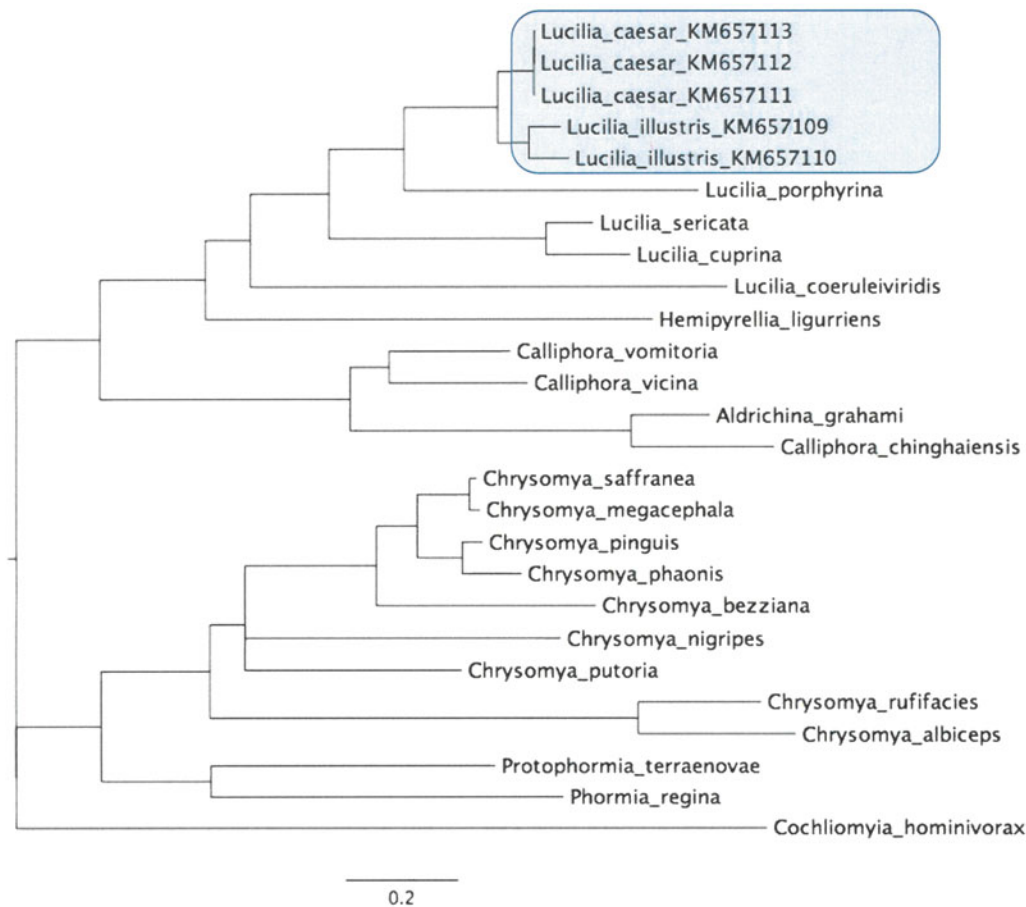 Lucilia_caesar_KM657113
Lucilia_caesar_KM657112
Lucilia_caesar_KM657111
Lucilia_illustris_KM657109
Lucilia_illustris_KM657110
Lucilia_porphyrina
Lucilia_sericata
Lucilia_cuprina
Lucilia_coeruleiviridis
Hemipyrellia_ligurriens
Calliphora_vomitoria
Calliphora_vicina
Aldrichina_grahami
Calliphora_chinghaiensis
Chrysomya_saffranea
Chrysomya_megacephala
Chrysomya_pinguis
Chrysomya_phaonis
Chrysomya_bezziana
Chrysomya_nigripes
Chrysomya_putoria
Chrysomya_rufifacies
Chrysomya_albiceps
Protophormia_terraenovae
Phormia_regina
Cochliomyia_hominivorax
0.2